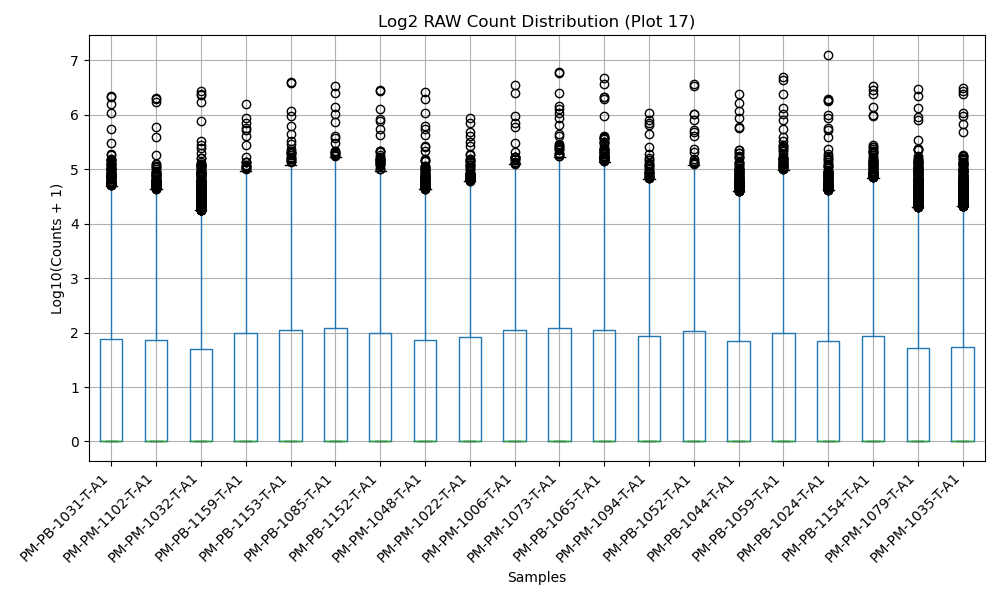 Log2 RAW Count Distribution (Plot 17)
Log10(Counts + 1)
7
6
5
4
3
2
1
0
PM-PB-1031-T-A1
PM-PM-1102-T-A1
PM-PM-1032-T-A1
PM-PB-1159-T-A1
PM-PB-1153-T-A1
PM-PB-1085-T-A1
PM-PB-1152-T-A1
PM-PM-1048-T-A1
PM-PM-1022-T-A1
PM-PM-1006-T-A1
PM-PM-1073-T-A1
PM-PB-1065-T-A1
PM-PM-1094-T-A1
PM-PB-1052-T-A1
PM-PB-1044-T-A1
PM-PB-1059-T-A1
PM-PB-1024-T-A1
PM-PB-1154-T-A1
PM-PM-1079-T-A1
PM-PM-1035-T-A1
Samples